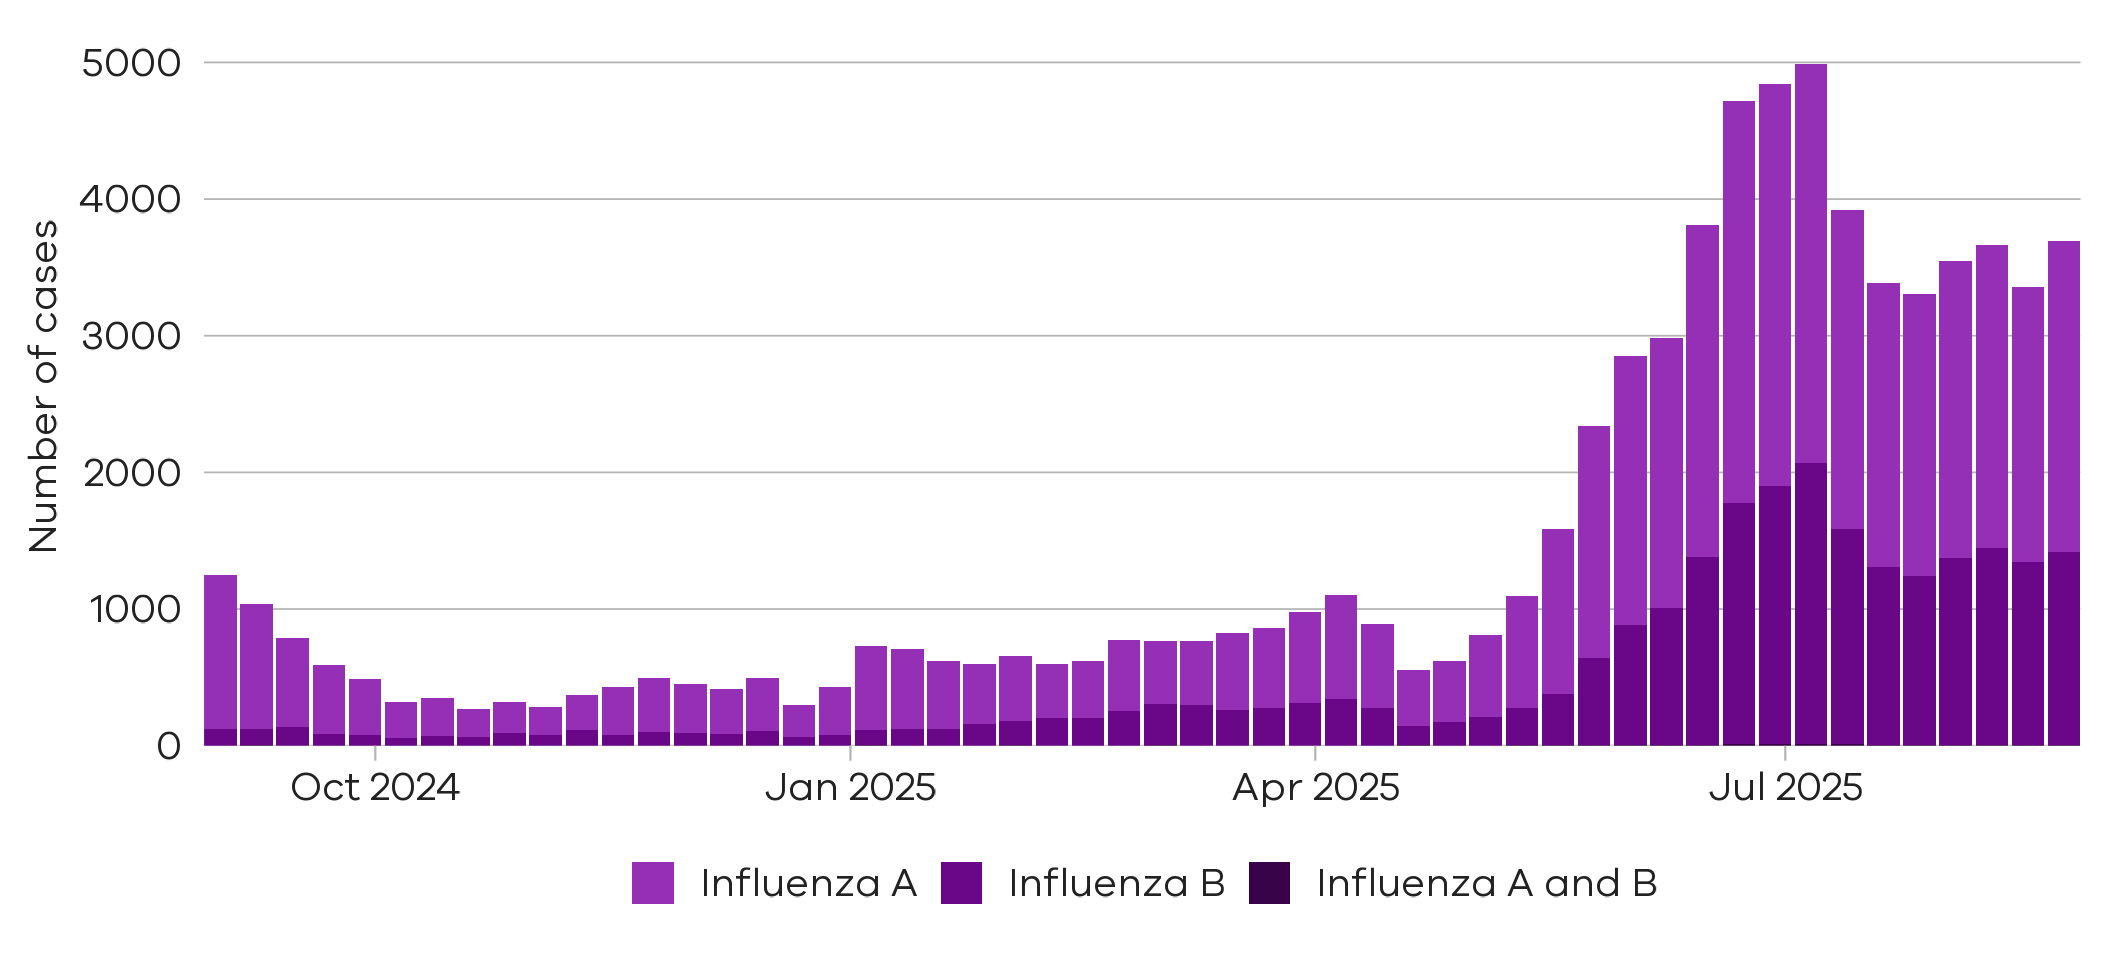 Number of cases
5000
4000
3000
2000
1000
0
Oct 2024 Jan 2025 Apr 2025 Jul 2025
Influenza A Influenza B Influenza A and B